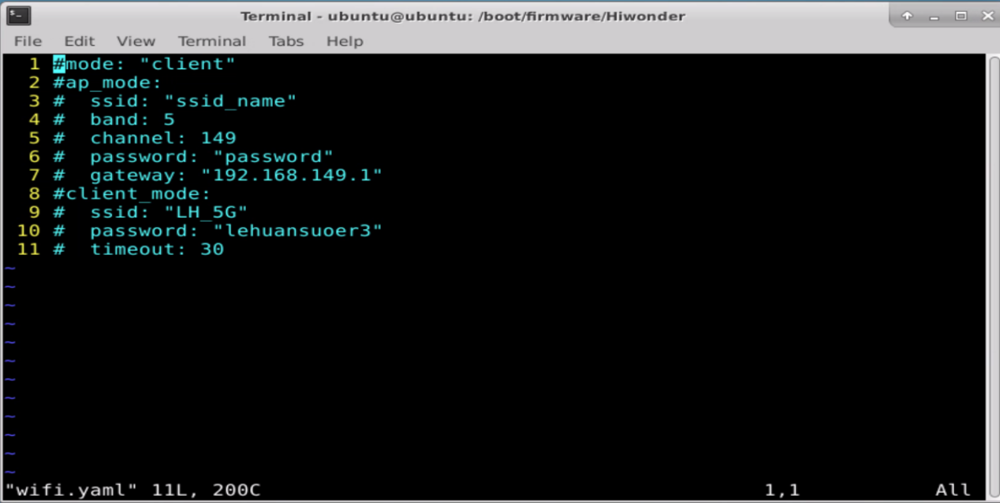 Terminal - ubuntu@ubuntu: /boot/firmware/Hiwonder
File Edit View Terminal Tabs Help
1 #mode: "client"
2 #ap_mode:
3 #  ssid: "ssid_name"
4 #  band: 5
5 #  channel: 149
6 #  password: "password"
7 #  gateway: "192.168.149.1"
8 #client_mode:
9 #  ssid: "LH_5G"
10 #  password: "lehuansuoer3"
11 #  timeout: 30
~
~
~
~
~
~
~
~
~
~
~
~
"wifi.yaml" 11L, 200C 1,1 All